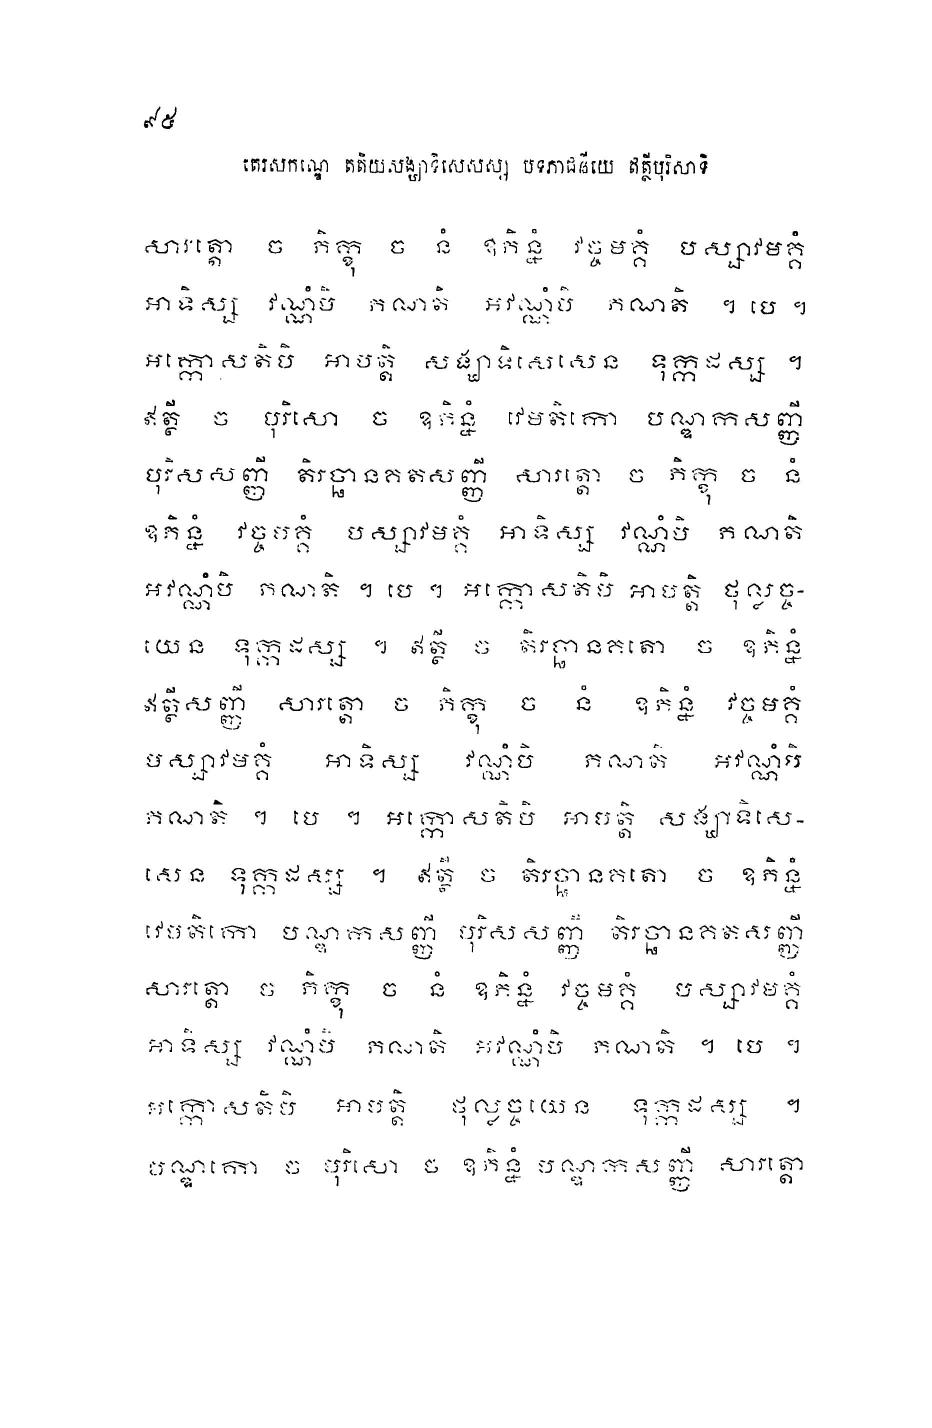 ៩៥
តេរសកណ្ឌេ តតិយសង្ឃាទិសេសស្ស បទភាជនីយេ ឥត្ថីបុរិសាទិ
សារត្តោ ច ភិក្ខុ ច នំ ឧភិន្នំ វច្ចមគ្គំ បស្សាវមគ្គំ
អាទិស្ស វណ្ណំបិ ភណតិ អវណ្ណំបិ ភណតិ ។ បេ ។
អក្កោសតិបិ អាបត្តិ សង្ឃាទិសេសេន ទុក្កដស្ស ។
ឥត្ថី ច បុរិសោ ច ឧភិន្នំ វេមតិកោ បណ្ឌកសញ្ញី
បុរិសសញ្ញី តិរច្ឆានគតសញ្ញី សារត្តោ ច ភិក្ខុ ច នំ
ឧភិន្នំ វច្ចមគ្គំ បស្សាវមគ្គំ អាទិស្ស វណ្ណំបិ ភណតិ
អវណ្ណំបិ ភណតិ ។ បេ ។ អក្កោសតិបិ អាបត្តិ ថុល្លច្ច-
យេន ទុក្កដស្ស ។ ឥត្ថី ច តិរច្ឆានគតោ ច ឧភិន្នំ
ឥត្ថីសញ្ញី សារត្តោ ច ភិក្ខុ ច នំ ឧភិន្នំ វច្ចមគ្គំ
បស្សាវមគ្គំ អាទិស្ស វណ្ណំបិ ភណតិ អវណ្ណំបិ
ភណតិ ។ បេ ។ អក្កោសតិបិ អាបត្តិ សង្ឃាទិសេ-
សេន ទុក្កដស្ស ។ ឥត្ថី ច តិរច្ឆានគតោ ច ឧភិន្នំ
វេមតិកោ បណ្ឌកសញ្ញី បុរិសសញ្ញី តិរច្ឆានគតសញ្ញី
សារត្តោ ច ភិក្ខុ ច នំ ឧភិន្នំ វច្ចមគ្គំ បស្សាវមគ្គំ
អាទិស្ស វណ្ណំបិ ភណតិ អវណ្ណំបិ ភណតិ ។ បេ ។
អក្កោសតិបិ អាបត្តិ ថុល្លច្ចយេន ទុក្កដស្ស ។
បណ្ឌកោ ច បុរិសោ ច ឧភិន្នំ បណ្ឌកសញ្ញី សារត្តោ